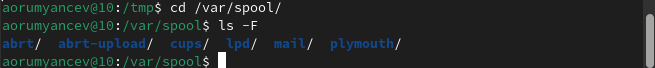 aorumyancev@10:/tmp$ cd /var/spool/
aorumyancev@10:/var/spool$ ls -F
abrt/  abrt-upload/  cups/  lpd/  mail/  plymouth/
aorumyancev@10:/var/spool$